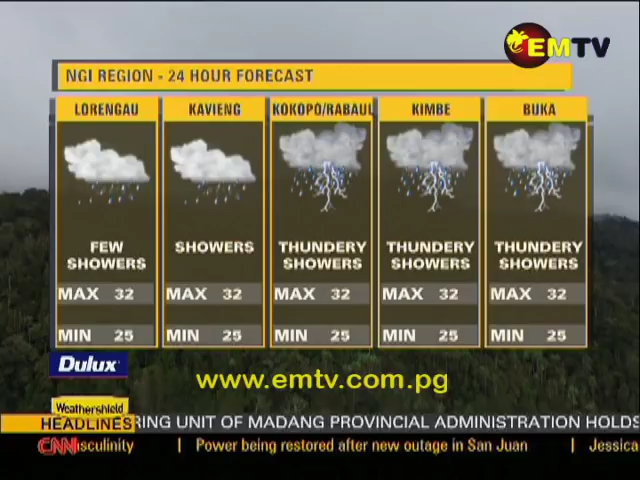 EMTV
NGI REGION - 24 HOUR FORECAST
LORENGAU KAVIENG KOKOPO/RABAUL KIMBE BUKA
FEW SHOWERS SHOWERS THUNDERY SHOWERS THUNDERY SHOWERS THUNDERY SHOWERS
MAX 32 MAX 32 MAX 32 MAX 32 MAX 32
MIN 25 MIN 25 MIN 25 MIN 25 MIN 25
Dulux
www.emtv.com.pg
Weathershield
HEADLINES RING UNIT OF MADANG PROVINCIAL ADMINISTRATION HOLDS
CNN asculinity | Power being restored after new outage in San Juan | Jessica